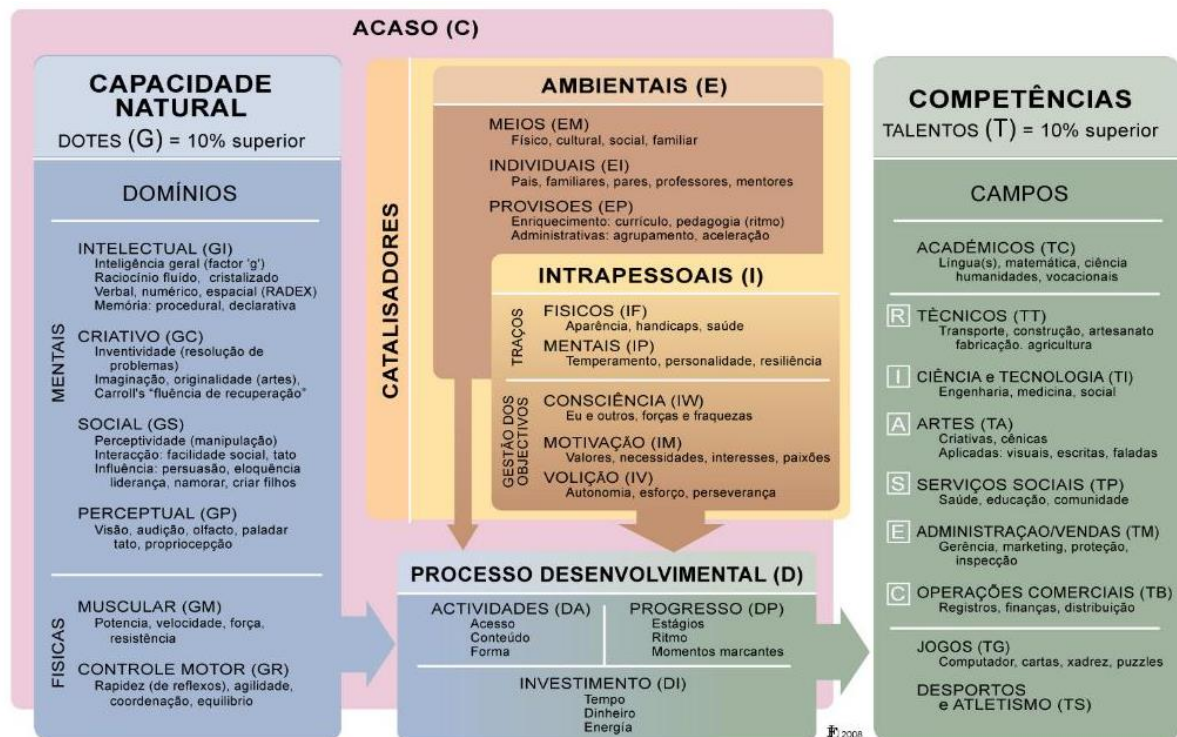 ACASO (C)
CAPACIDADE
NATURAL
DOTES (G) = 10% superior
DOMÍNIOS
MENTAIS
INTELECTUAL (GI)
Inteligência geral (factor 'g')
Raciocínio fluído, cristalizado
Verbal, numérico, espacial (RADEX)
Memória: procedural, declarativa
CRIATIVO (GC)
Inventividade (resolução de
problemas)
Imaginação, originalidade (artes),
Carroll's "fluência de recuperação"
SOCIAL (GS)
Perceptividade (manipulação)
Interacção: facilidade social, tato
Influência: persuasão, eloquência
liderança, namorar, criar filhos
PERCEPTUAL (GP)
Visão, audição, olfacto, paladar
tato, propriocepção
FISICAS
MUSCULAR (GM)
Potencia, velocidade, força,
resistência
CONTROLE MOTOR (GR)
Rapidez (de reflexos), agilidade,
coordenação, equilibrio
CATALISADORES
AMBIENTAIS (E)
MEIOS (EM)
Físico, cultural, social, familiar
INDIVIDUAIS (EI)
Pais, familiares, pares, professores, mentores
PROVISOES (EP)
Enriquecimento: currículo, pedagogia (ritmo)
Administrativas: agrupamento, aceleração
INTRAPESSOAIS (I)
TRAÇOS
FISICOS (IF)
Aparência, handicaps, saúde
MENTAIS (IP)
Temperamento, personalidade, resiliência
GESTÃO DOS
OBJECTIVOS
CONSCIÊNCIA (IW)
Eu e outros, forças e fraquezas
MOTIVAÇÃO (IM)
Valores, necessidades, interesses, paixões
VOLIÇÃO (IV)
Autonomia, esforço, perseverança
PROCESSO DESENVOLVIMENTAL (D)
ACTIVIDADES (DA)
Acesso
Conteúdo
Forma
PROGRESSO (DP)
Estágios
Ritmo
Momentos marcantes
INVESTIMENTO (DI)
Tempo
Dinheiro
Energía
2008
COMPETÊNCIAS
TALENTOS (T) = 10% superior
CAMPOS
ACADÉMICOS (TC)
Língua(s), matemática, ciência
humanidades, vocacionais
R TÈCNICOS (TT)
Transporte, construção, artesanato
fabricação. agricultura
I CIÊNCIA e TECNOLOGIA (TI)
Engenharia, medicina, social
A ARTES (TA)
Criativas, cênicas
Aplicadas: visuais, escritas, faladas
S SERVIÇOS SOCIAIS (TP)
Saúde, educação, comunidade
E ADMINISTRAÇAO/VENDAS (TM)
Gerência, marketing, proteção,
inspecção
C OPERAÇÕES COMERCIAIS (TB)
Registros, finanças, distribuição
JOGOS (TG)
Computador, cartas, xadrez, puzzles
DESPORTOS
e ATLETISMO (TS)